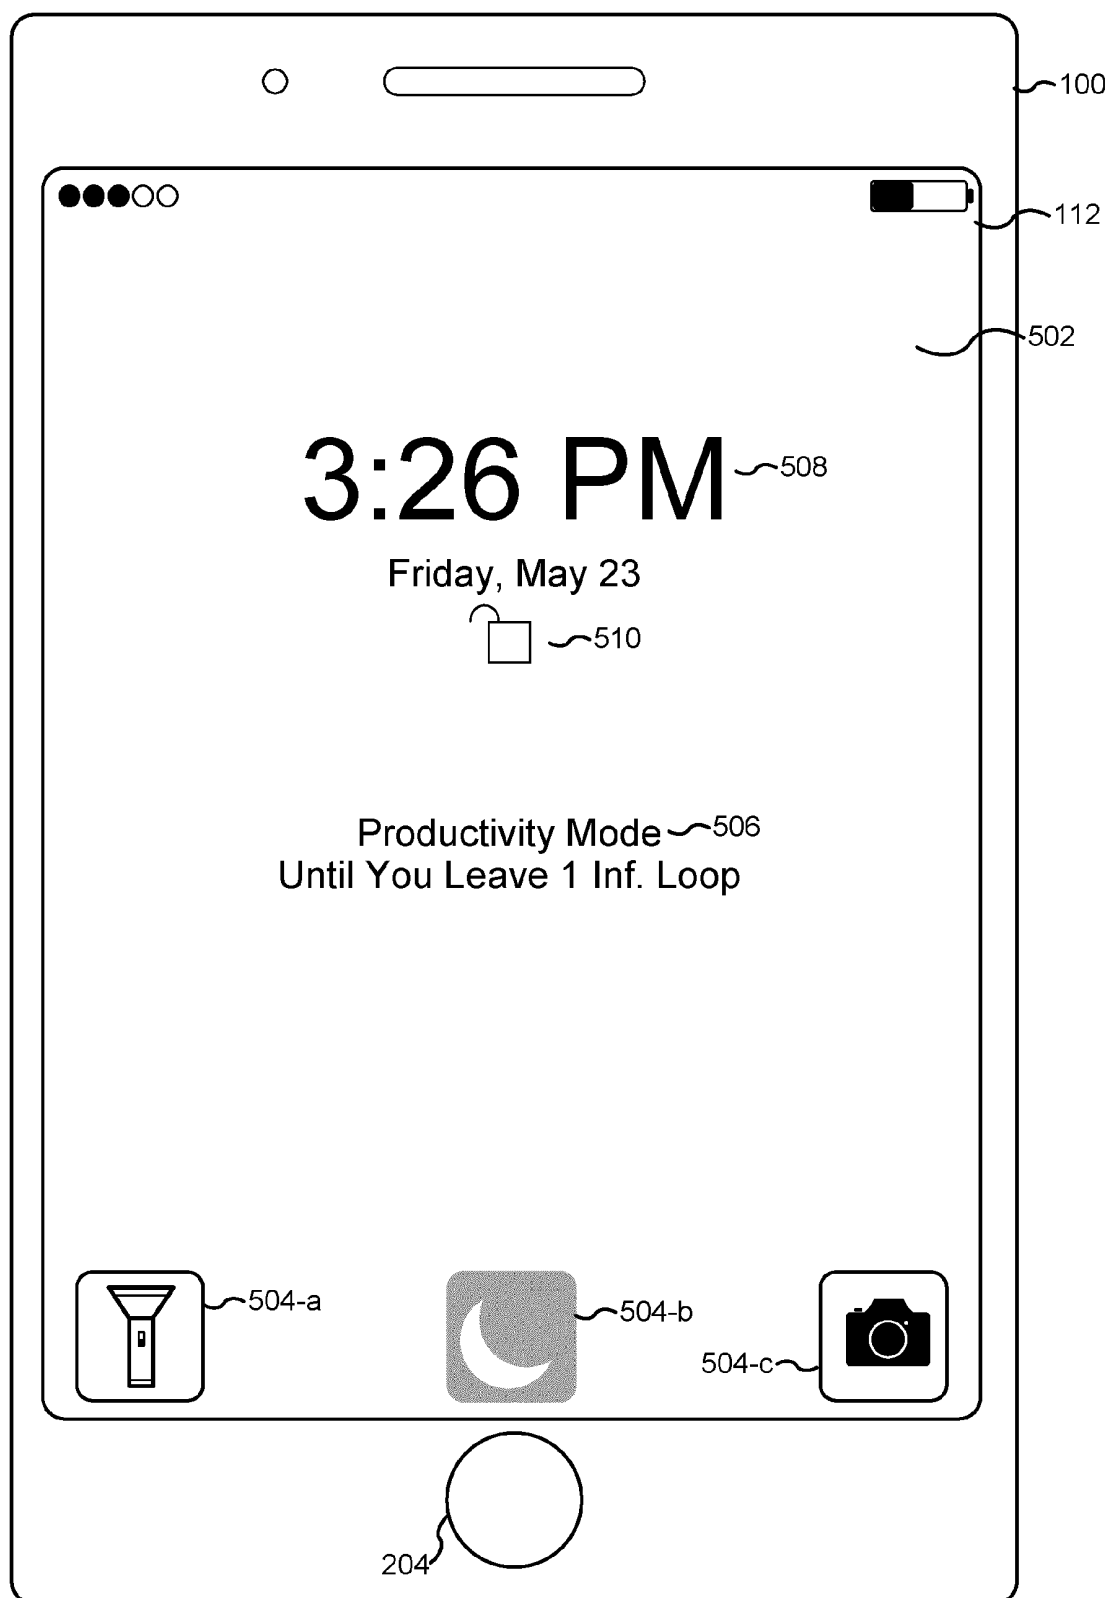 100
112
502
3:26 PM
508
Friday, May 23
510
Productivity Mode
506
Until You Leave 1 Inf. Loop
504-a
504-b
504-c
204